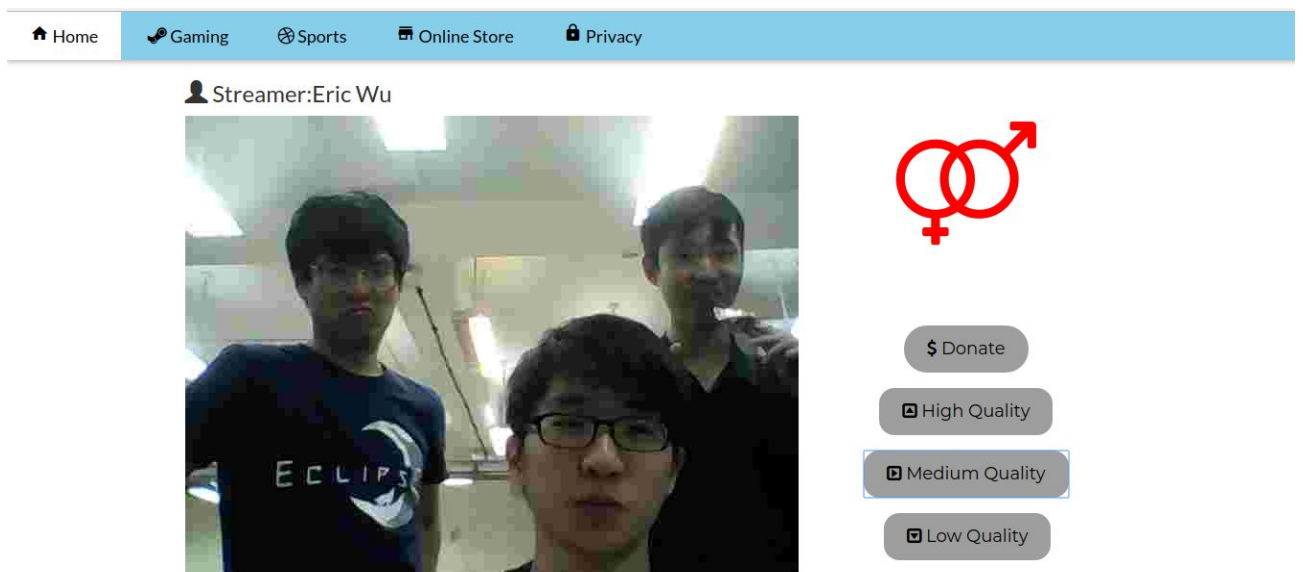 Home Gaming Sports Online Store Privacy
Streamer:Eric Wu
ECLIPS
$ Donate
High Quality
Medium Quality
Low Quality